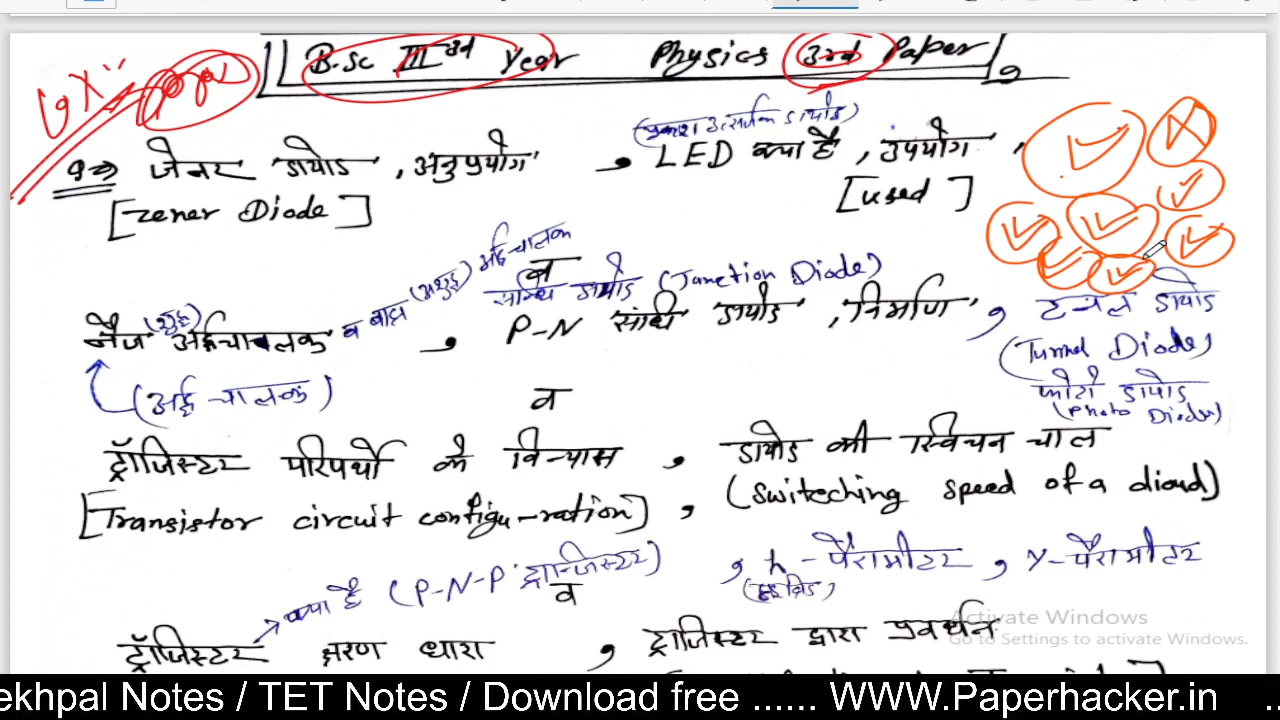 B.Sc IIIrd Year Physics 3rd Paper
(प्रकाश उत्सर्जक डायोड)
Q⇒ जेनर डायोड, अनुप्रयोग, LED क्या है, उपयोग,
[Zener Diode] [used]
नैज (शुद्ध) अर्द्धचालक व बाह्य (अशुद्ध) अर्द्धचालक
व
सन्धि डायोड (Junction Diode)
, P-N संधि डायोड, निर्माण, टनल डायोड
(Tunnel Diode)
(अर्द्धचालक)
फोटो डायोड
(Photo Diode)
व
ट्रॉजिस्टर परिपथों के विन्यास, डायोड की स्विचन चाल
[Transistor circuit configu-ration], (Switeching speed of a dioud)
→ क्या है (P-N-P ट्रान्जिस्टर), h-पैरामीटर, y-पैरामीटर
व
ट्रॉजिस्टर क्षरण धारा, ट्राजिस्टर द्वारा प्रवर्धन
Activate Windows
Go to Settings to activate Windows.
ekhpal Notes / TET Notes / Download free ...... WWW.Paperhacker.in ..